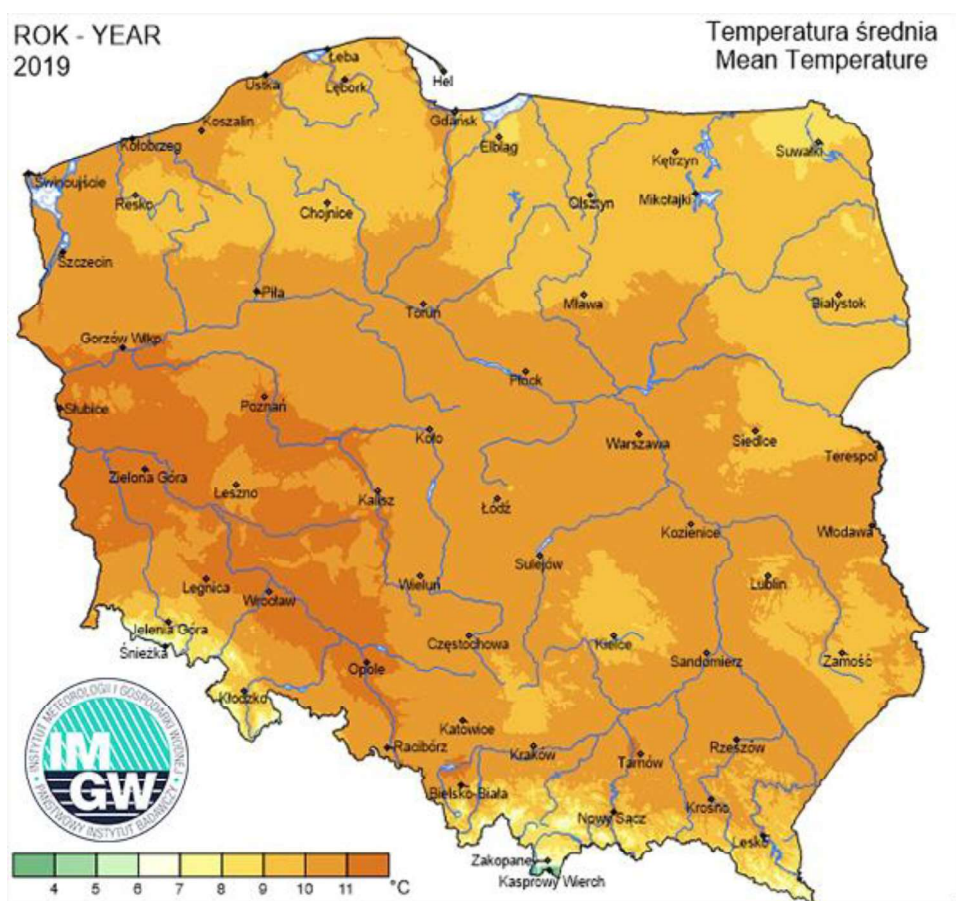 ROK - YEAR
2019
Temperatura średnia
Mean Temperature
Łeba
Hel
Ustka
Lębork
Gdańsk
Koszalin
Kołobrzeg
Elbląg
Suwałki
Kętrzyn
Świnoujście
Resko
Chojnice
Olsztyn
Mikołajki
Szczecin
Piła
Toruń
Mława
Białystok
Gorzów Wlkp.
Płock
Słubice
Poznań
Koło
Warszawa
Siedlce
Terespol
Zielona Góra
Leszno
Kalisz
Łódź
Kozienice
Włodawa
Sulejów
Legnica
Wrocław
Wieluń
Lublin
Jelenia Góra
Śnieżka
Częstochowa
Kielce
Sandomierz
Zamość
Opole
Kłodzko
Katowice
Racibórz
Kraków
Tarnów
Rzeszów
Bielsko-Biała
Nowy Sącz
Krosno
Lesko
Zakopane
Kasprowy Wierch
INSTYTUT METEOROLOGII I GOSPODARKI WODNEJ
PAŃSTWOWY INSTYTUT BADAWCZY
IM
GW
4 5 6 7 8 9 10 11 °C